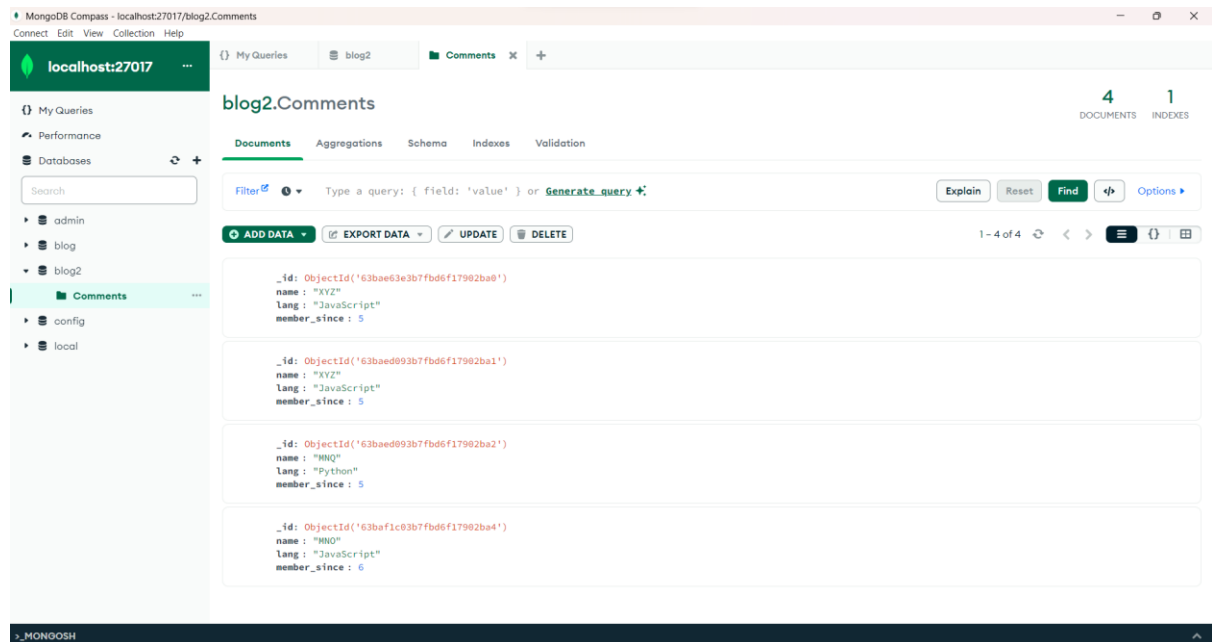 MongoDB Compass - localhost:27017/blog2.Comments
Connect Edit View Collection Help
localhost:27017 ...
{} My Queries
Performance
Databases
Search
admin
blog
blog2
Comments ...
config
local
{} My Queries blog2 Comments
blog2.Comments
4 DOCUMENTS
1 INDEXES
Documents Aggregations Schema Indexes Validation
Filter Type a query: { field: 'value' } or Generate query Explain Reset Find </> Options
ADD DATA EXPORT DATA UPDATE DELETE 1 – 4 of 4 {}
_id: ObjectId('63bae63e3b7fbd6f17902ba0')
name : "XYZ"
lang : "JavaScript"
member_since : 5
_id: ObjectId('63baed093b7fbd6f17902ba1')
name : "XYZ"
lang : "JavaScript"
member_since : 5
_id: ObjectId('63baed093b7fbd6f17902ba2')
name : "MNQ"
lang : "Python"
member_since : 5
_id: ObjectId('63baf1c03b7fbd6f17902ba4')
name : "MNO"
lang : "JavaScript"
member_since : 6
>_MONGOSH